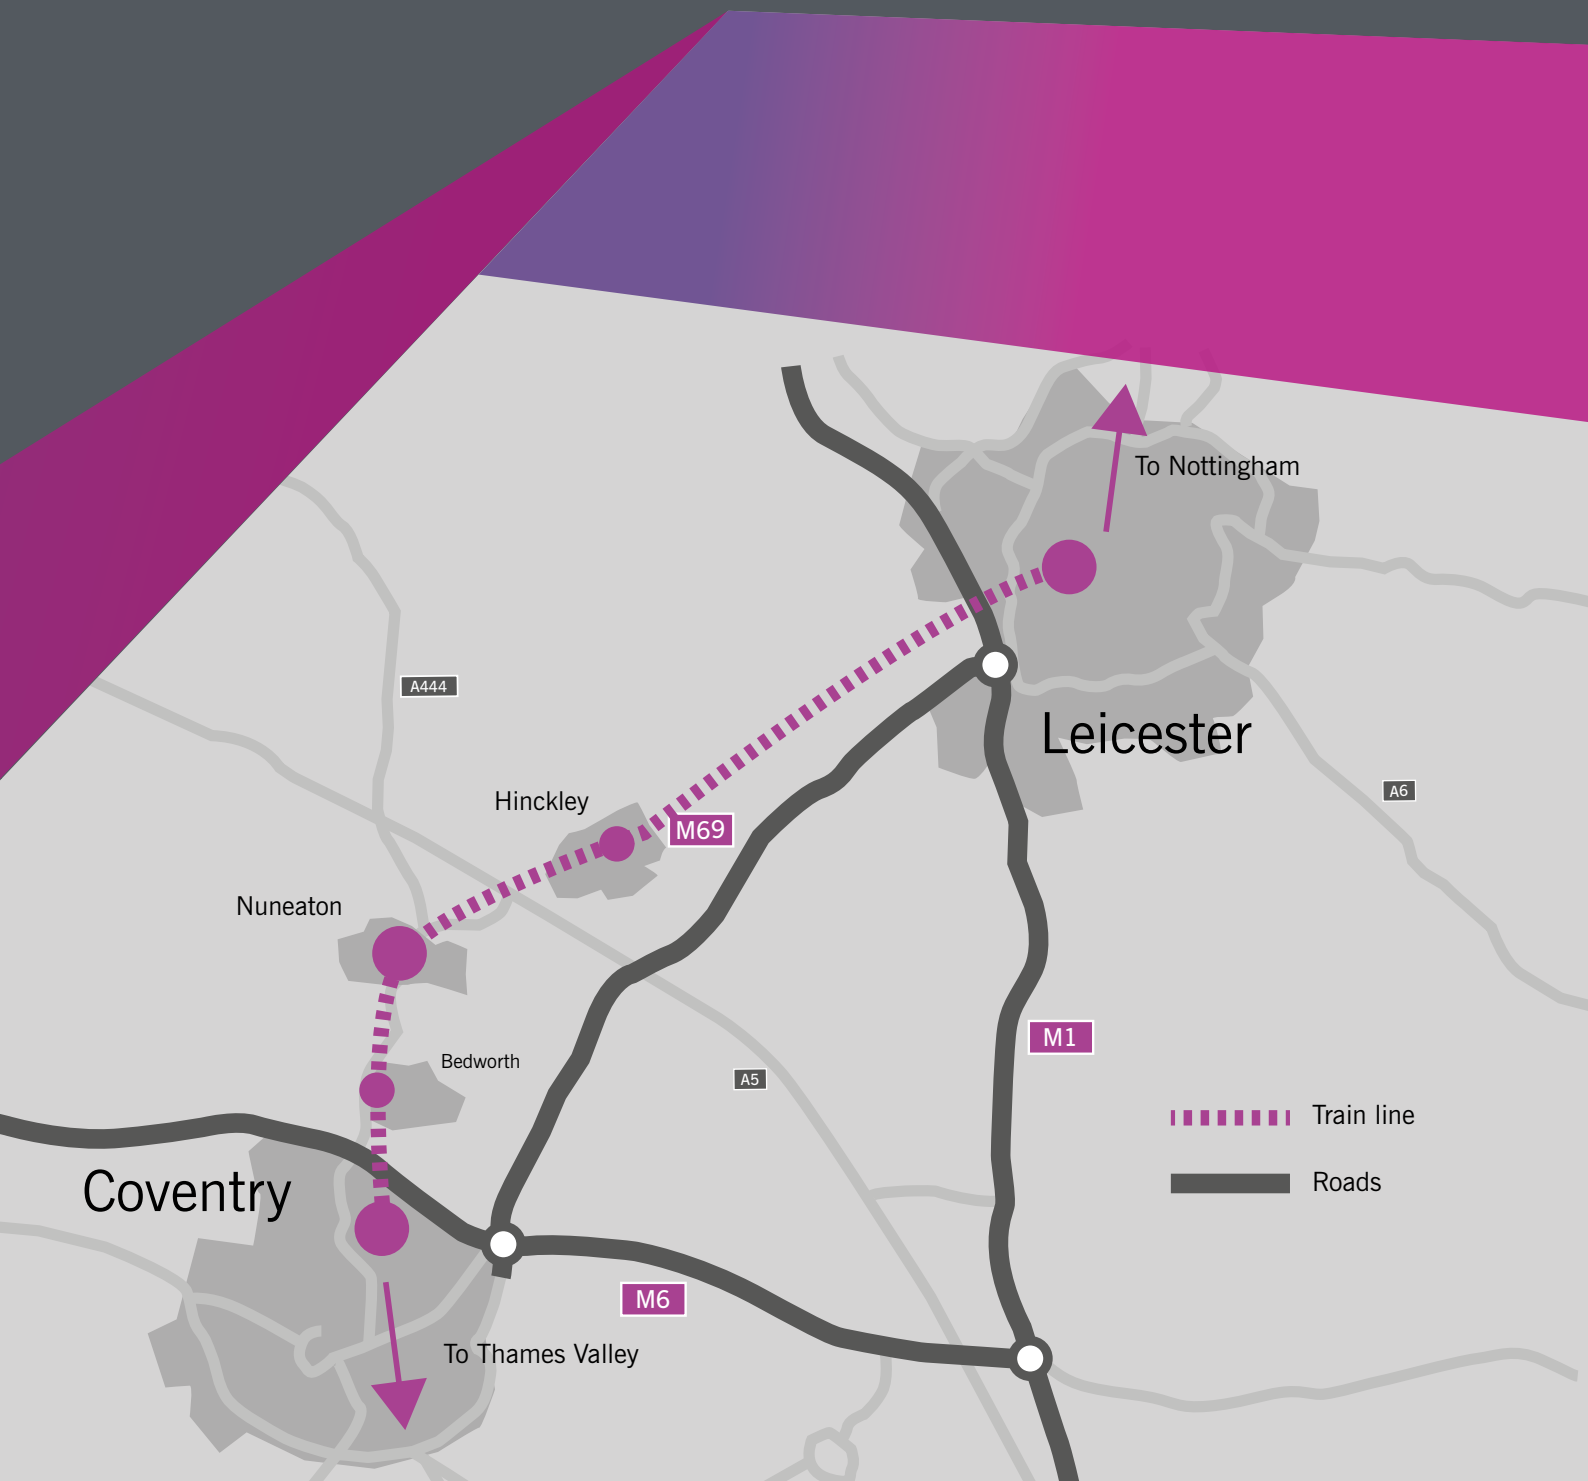 To Nottingham
A444
Leicester
A6
Hinckley
M69
Nuneaton
M1
Bedworth
A5
Train line
Coventry
Roads
M6
To Thames Valley